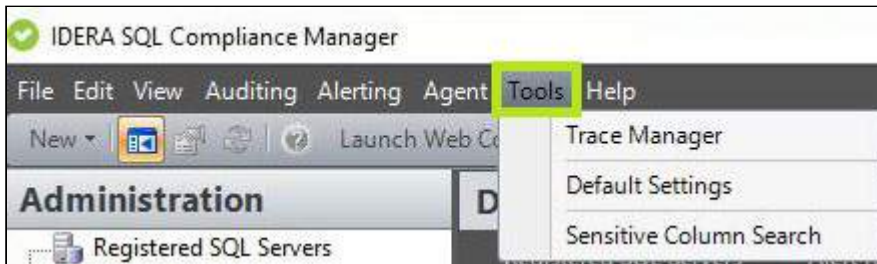 IDERA SQL Compliance Manager
File Edit View Auditing Alerting Agent Tools Help
New Launch Web
Trace Manager
Default Settings
Sensitive Column Search
Administration
Registered SQL Servers